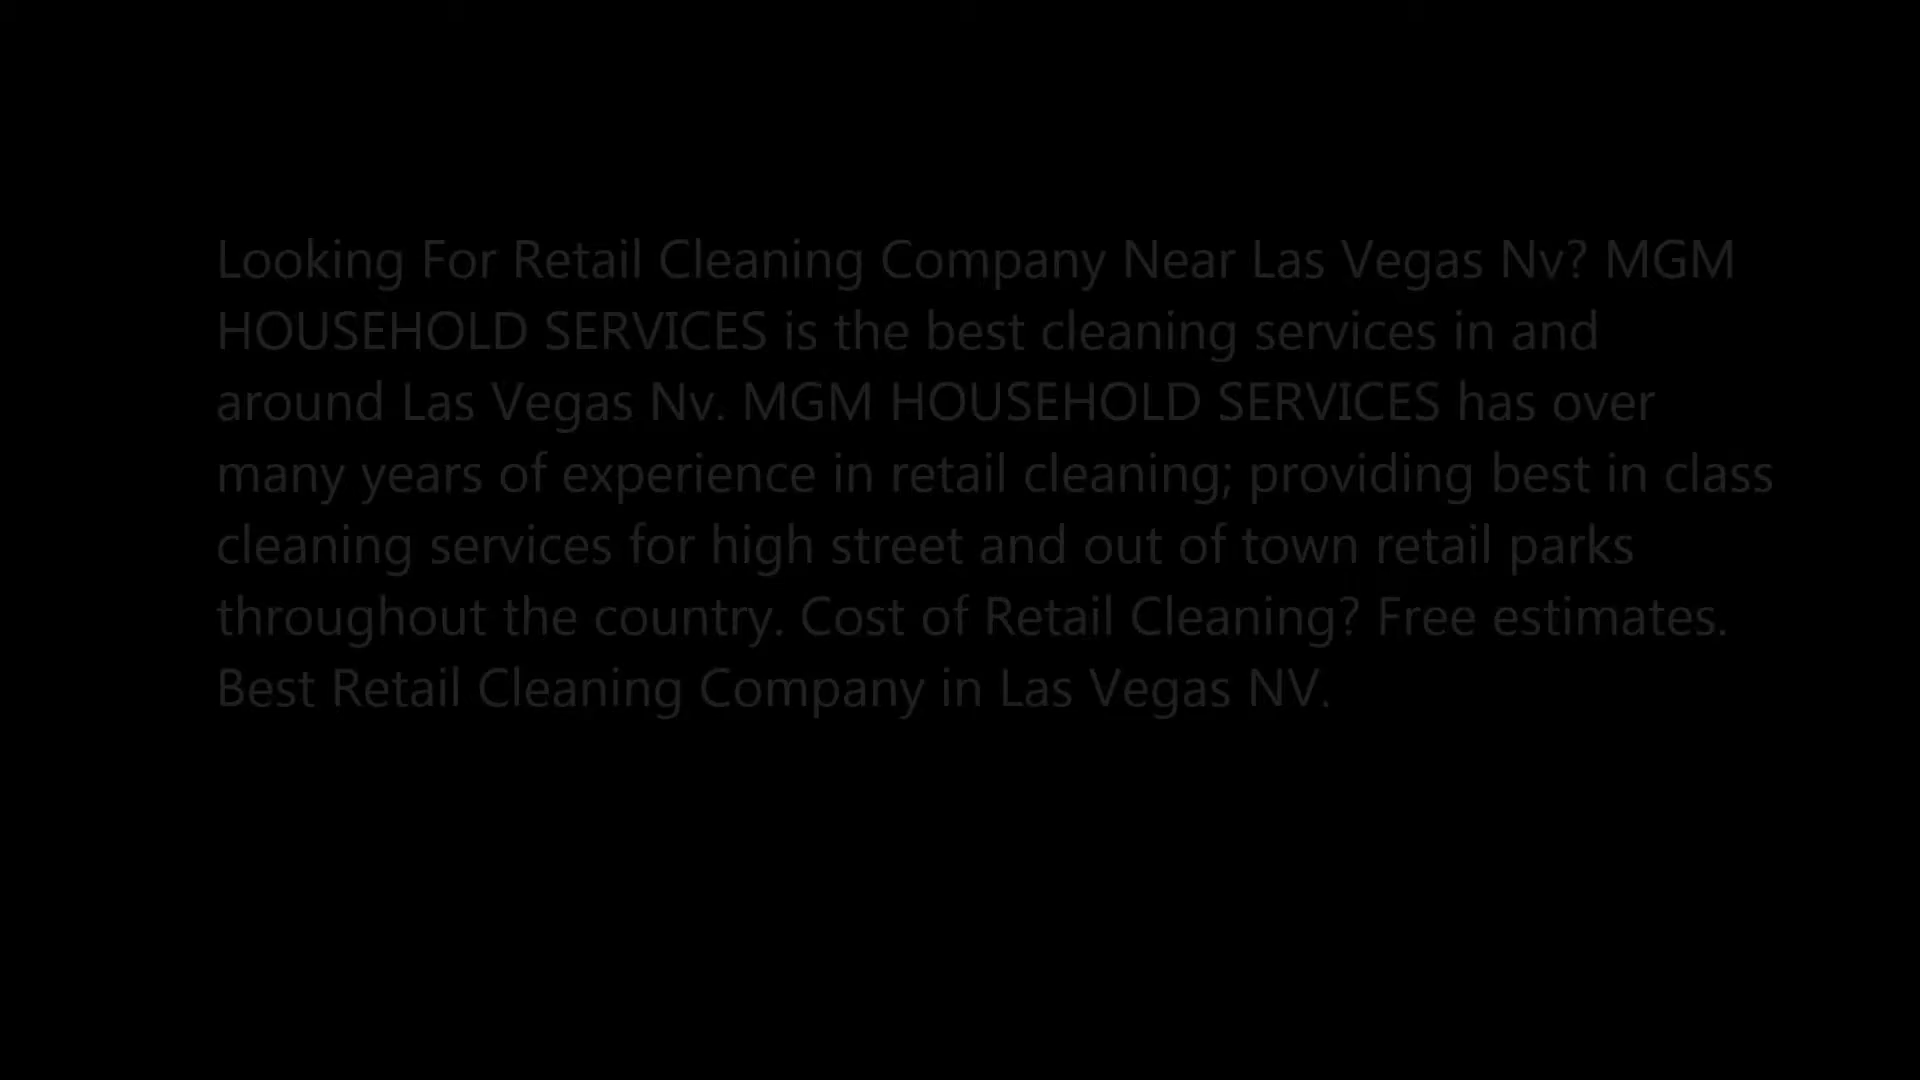 Looking For Retail Cleaning Company Near Las Vegas Nv? MGM
HOUSEHOLD SERVICES is the best cleaning services in and
around Las Vegas Nv. MGM HOUSEHOLD SERVICES has over
many years of experience in retail cleaning; providing best in class
cleaning services for high street and out of town retail parks
throughout the country. Cost of Retail Cleaning? Free estimates.
Best Retail Cleaning Company in Las Vegas NV.